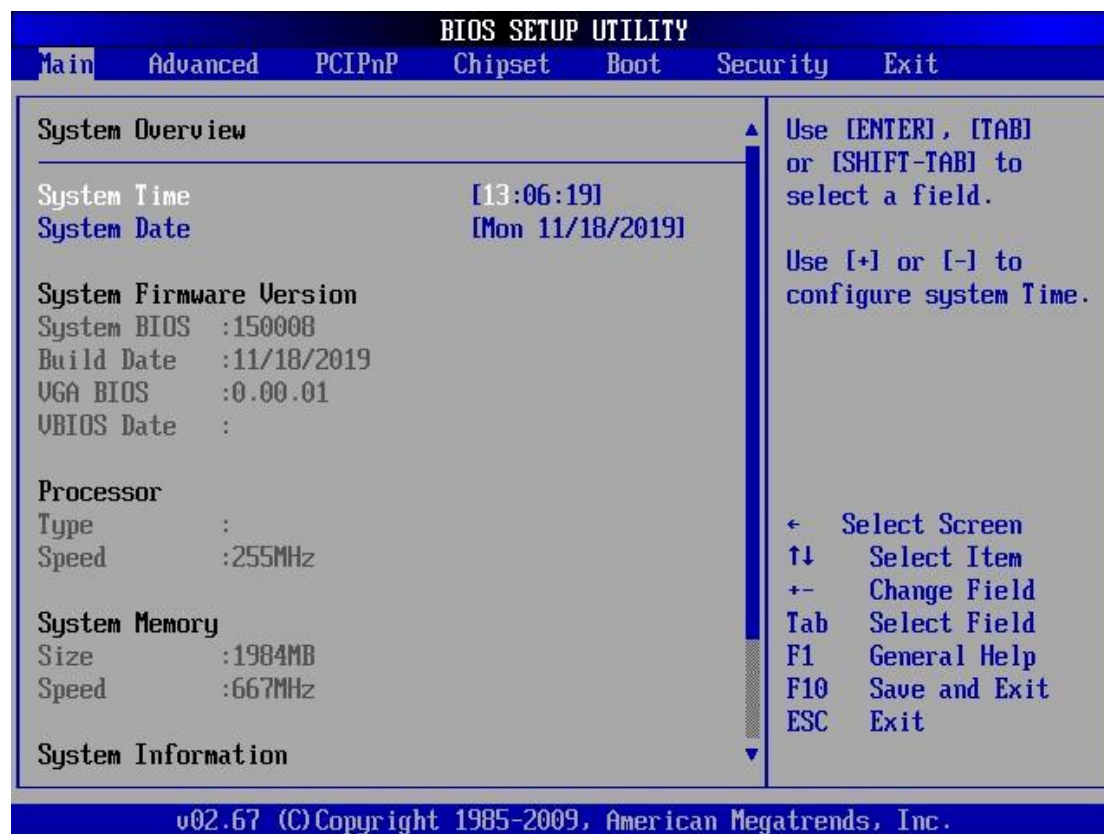 BIOS SETUP UTILITY
Main Advanced PCIPnP Chipset Boot Security Exit
System Overview
System Time [13:06:19]
System Date [Mon 11/18/2019]
System Firmware Version
System BIOS :150008
Build Date :11/18/2019
VGA BIOS :0.00.01
VBIOS Date :
Processor
Type :
Speed :255MHz
System Memory
Size :1984MB
Speed :667MHz
System Information
Use [ENTER], [TAB]
or [SHIFT-TAB] to
select a field.
Use [+] or [-] to
configure system Time.
← Select Screen
↑↓ Select Item
+- Change Field
Tab Select Field
F1 General Help
F10 Save and Exit
ESC Exit
v02.67 (C)Copyright 1985-2009, American Megatrends, Inc.